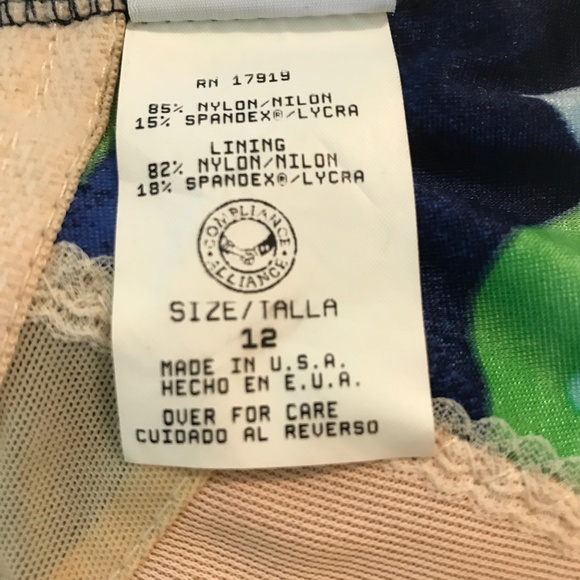 RN 17919
85% NYLON/NILON
15% SPANDEX®/LYCRA
LINING
82% NYLON/NILON
18% SPANDEX®/LYCRA
COMPLIANCE
ALLIANCE
SIZE/TALLA
12
MADE IN U.S.A.
HECHO EN E.U.A.
OVER FOR CARE
CUIDADO AL REVERSO